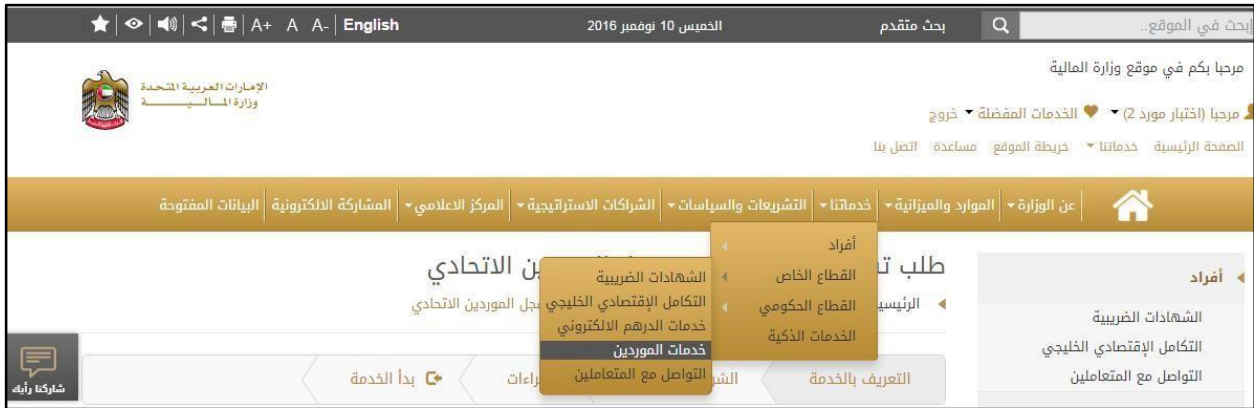 إبحث في الموقع..
بحث متقدم
الخميس 10 نوفمبر 2016
A+ A A- English
مرحبا بكم في موقع وزارة المالية
الإمارات العربية المتحدة
وزارة المالية
مرحبا (اختبار مورد 2) الخدمات المفضلة خروج
الصفحة الرئيسية خدماتنا خريطة الموقع مساعدة اتصل بنا
عن الوزارة الموارد والميزانية خدماتنا التشريعات والسياسات الشراكات الاستراتيجية المركز الاعلامي المشاركة الالكترونية البيانات المفتوحة
أفراد
القطاع الخاص
القطاع الحكومي
الخدمات الذكية
الشهادات الضريبية
التكامل الإقتصادي الخليجي
خدمات الدرهم الالكتروني
خدمات الموردين
التواصل مع المتعاملين
طلب الاتحادي
الموردين الاتحادي
التعريف بالخدمة
بدأ الخدمة
أفراد
الشهادات الضريبية
التكامل الإقتصادي الخليجي
التواصل مع المتعاملين
شاركنا رأيك